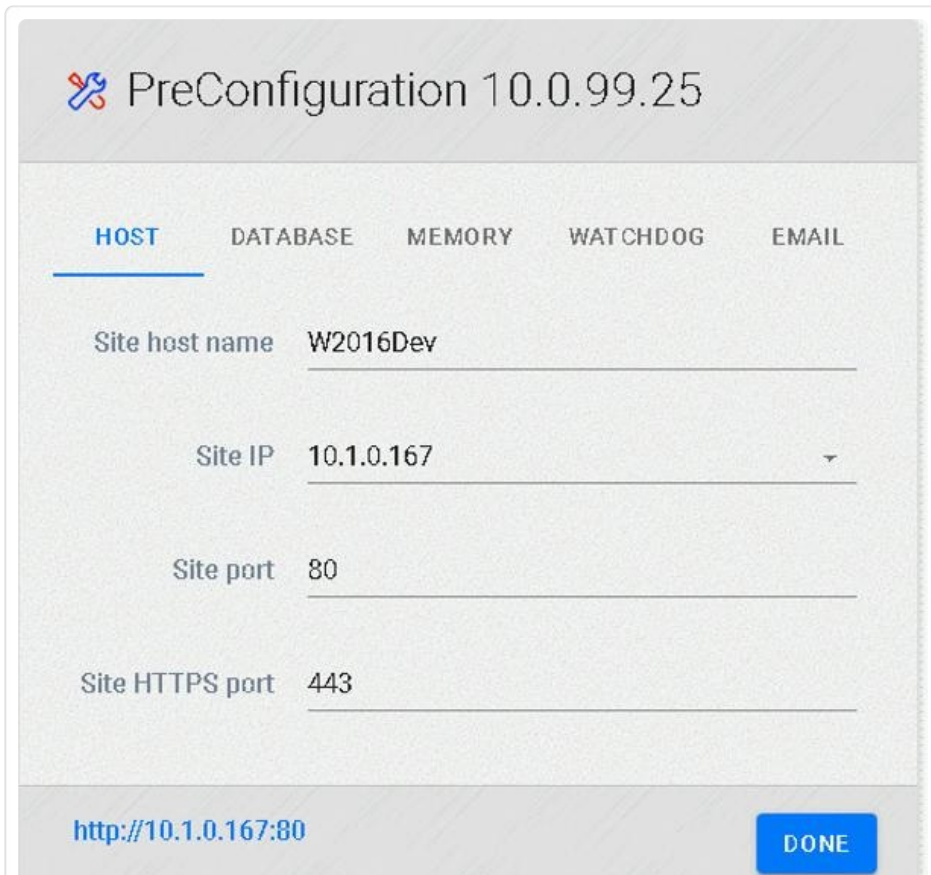 PreConfiguration 10.0.99.25
HOST DATABASE MEMORY WATCHDOG EMAIL
Site host name W2016Dev
Site IP 10.1.0.167
Site port 80
Site HTTPS port 443
http://10.1.0.167:80 DONE